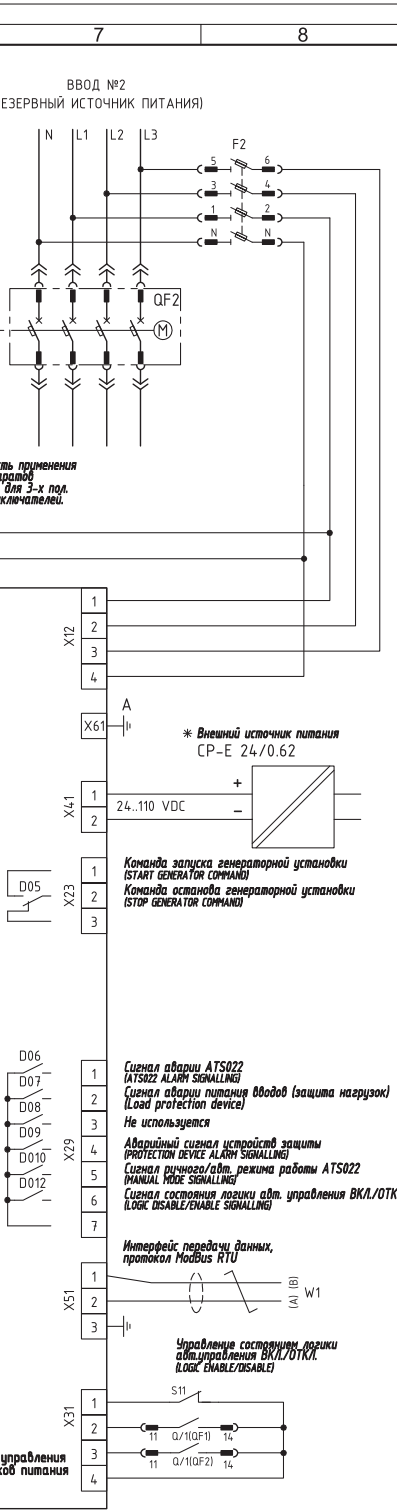 7 8
ВВОД №2
ЕЗЕРВНЫЙ ИСТОЧНИК ПИТАНИЯ)
N L1 L2 L3
F2
5 6
3 4
1 2
N N
QF2
M
ть применения
паратов
для 3-х пол.
ключателей.
X12
1
2
3
4
X61
A
* Внешний источник питания
CP-E 24/0.62
X41
1
2
+
24..110 VDC
−
X23
1
2
3
DO5
Команда запуска генераторной установки
(START GENERATOR COMMAND)
Команда останова генераторной установки
(STOP GENERATOR COMMAND)
DO6
DO7
DO8
DO9
DO10
DO12
X29
1
2
3
4
5
6
7
Сигнал аварии ATS022
(ATS022 ALARM SIGNALLING)
Сигнал аварии питания вводов (защита нагрузок)
(Load protection device)
Не используется
Аварийный сигнал устройств защиты
(PROTECTION DEVICE ALARM SIGNALLING)
Сигнал ручного/авт. режима работы ATS022
(MANUAL MODE SIGNALLING)
Сигнал состояния логики авт. управления ВКЛ./ОТК
(LOGIC DISABLE/ENABLE SIGNALLING)
Интерфейс передачи данных,
протокол ModBus RTU
X51
1
2
3
(B)
(A)
W1
Управление состоянием логики
авт.управления ВКЛ./ОТКЛ.
(LOGIC ENABLE/DISABLE)
X31
1
2
3
4
S11
11 Q/1(QF1) 14
11 Q/1(QF2) 14
управления
ков питания